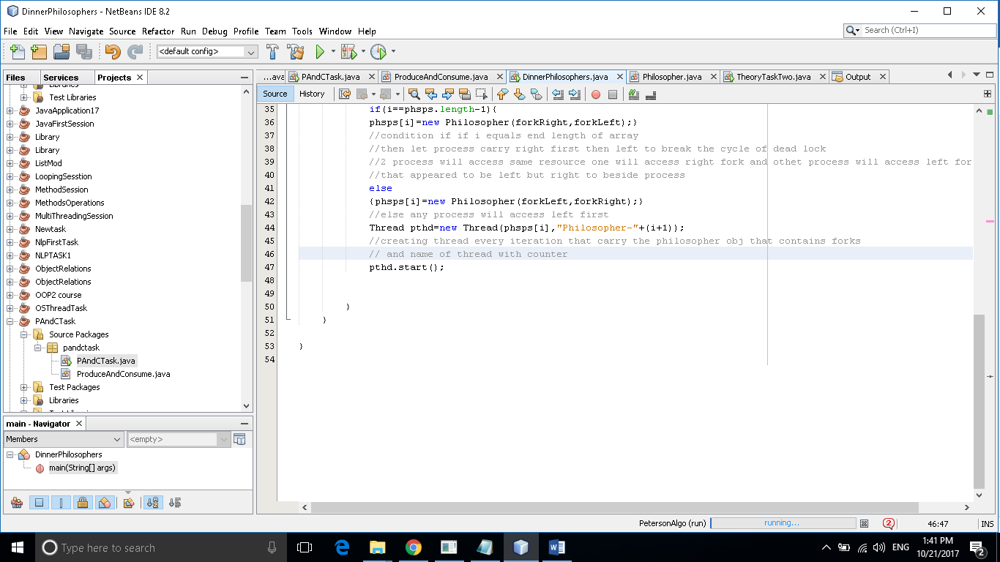 DinnerPhilosophers - NetBeans IDE 8.2
File Edit View Navigate Source Refactor Run Debug Profile Team Tools Window Help
Search (Ctrl+I)
<default config>
Files Services Projects
Libraries
Test Libraries
JavaApplication17
JavaFirstSession
Library
Library
ListMod
LoopingSesstion
MethodSession
MethodsOperations
MultiThreadingSession
Newtask
NlpFirstTask
NLPTASK1
ObjectRelations
ObjectRelations
OOP2 course
OSThreadTask
PAndCTask
Source Packages
pandctask
PAndCTask.java
ProduceAndConsume.java
Test Packages
Libraries
main - Navigator
Members <empty>
DinnerPhilosophers
main(String[] args)
...ava PAndCTask.java ProduceAndConsume.java DinnerPhilosophers.java Philosopher.java TheoryTaskTwo.java Output
Source History
35 if(i==phsps.length-1){
36 phsps[i]=new Philosopher(forkRight,forkLeft);}
37 //condition if if i equals end length of array
38 //then let process carry right first then left to break the cycle of dead lock
39 //2 process will access same resource one will access right fork and othet process will access left for
40 //that appeared to be left but right to beside process
41 else
42 {phsps[i]=new Philosopher(forkLeft,forkRight);}
43 //else any process will access left first
44 Thread pthd=new Thread(phsps[i],"Philosopher-"+(i+1));
45 //creating thread every iteration that carry the philosopher obj that contains forks
46 // and name of thread with counter
47 pthd.start();
48
49
50 }
51 }
52
53 }
54
PetersonAlgo (run) running... 2 46:47 INS
Type here to search
ENG
1:41 PM
10/21/2017
2